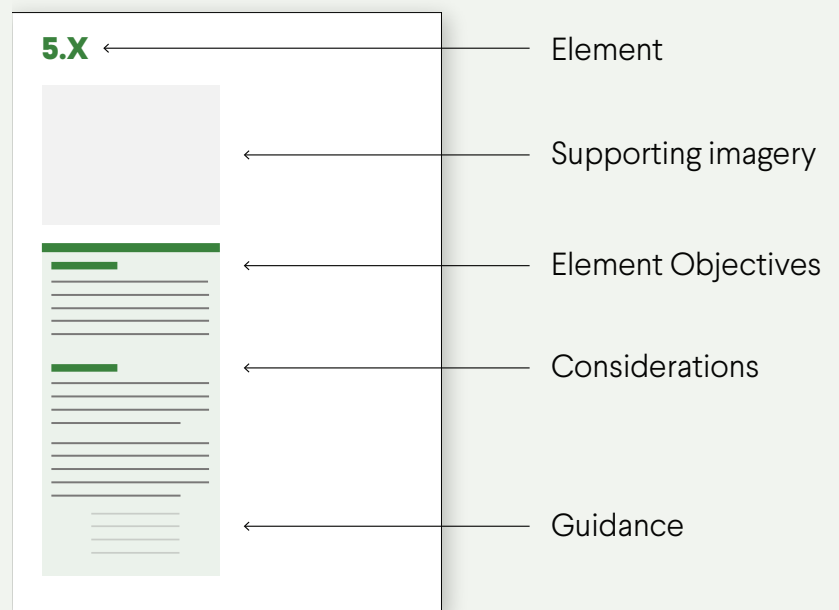 5.X
Element
Supporting imagery
Element Objectives
Considerations
Guidance